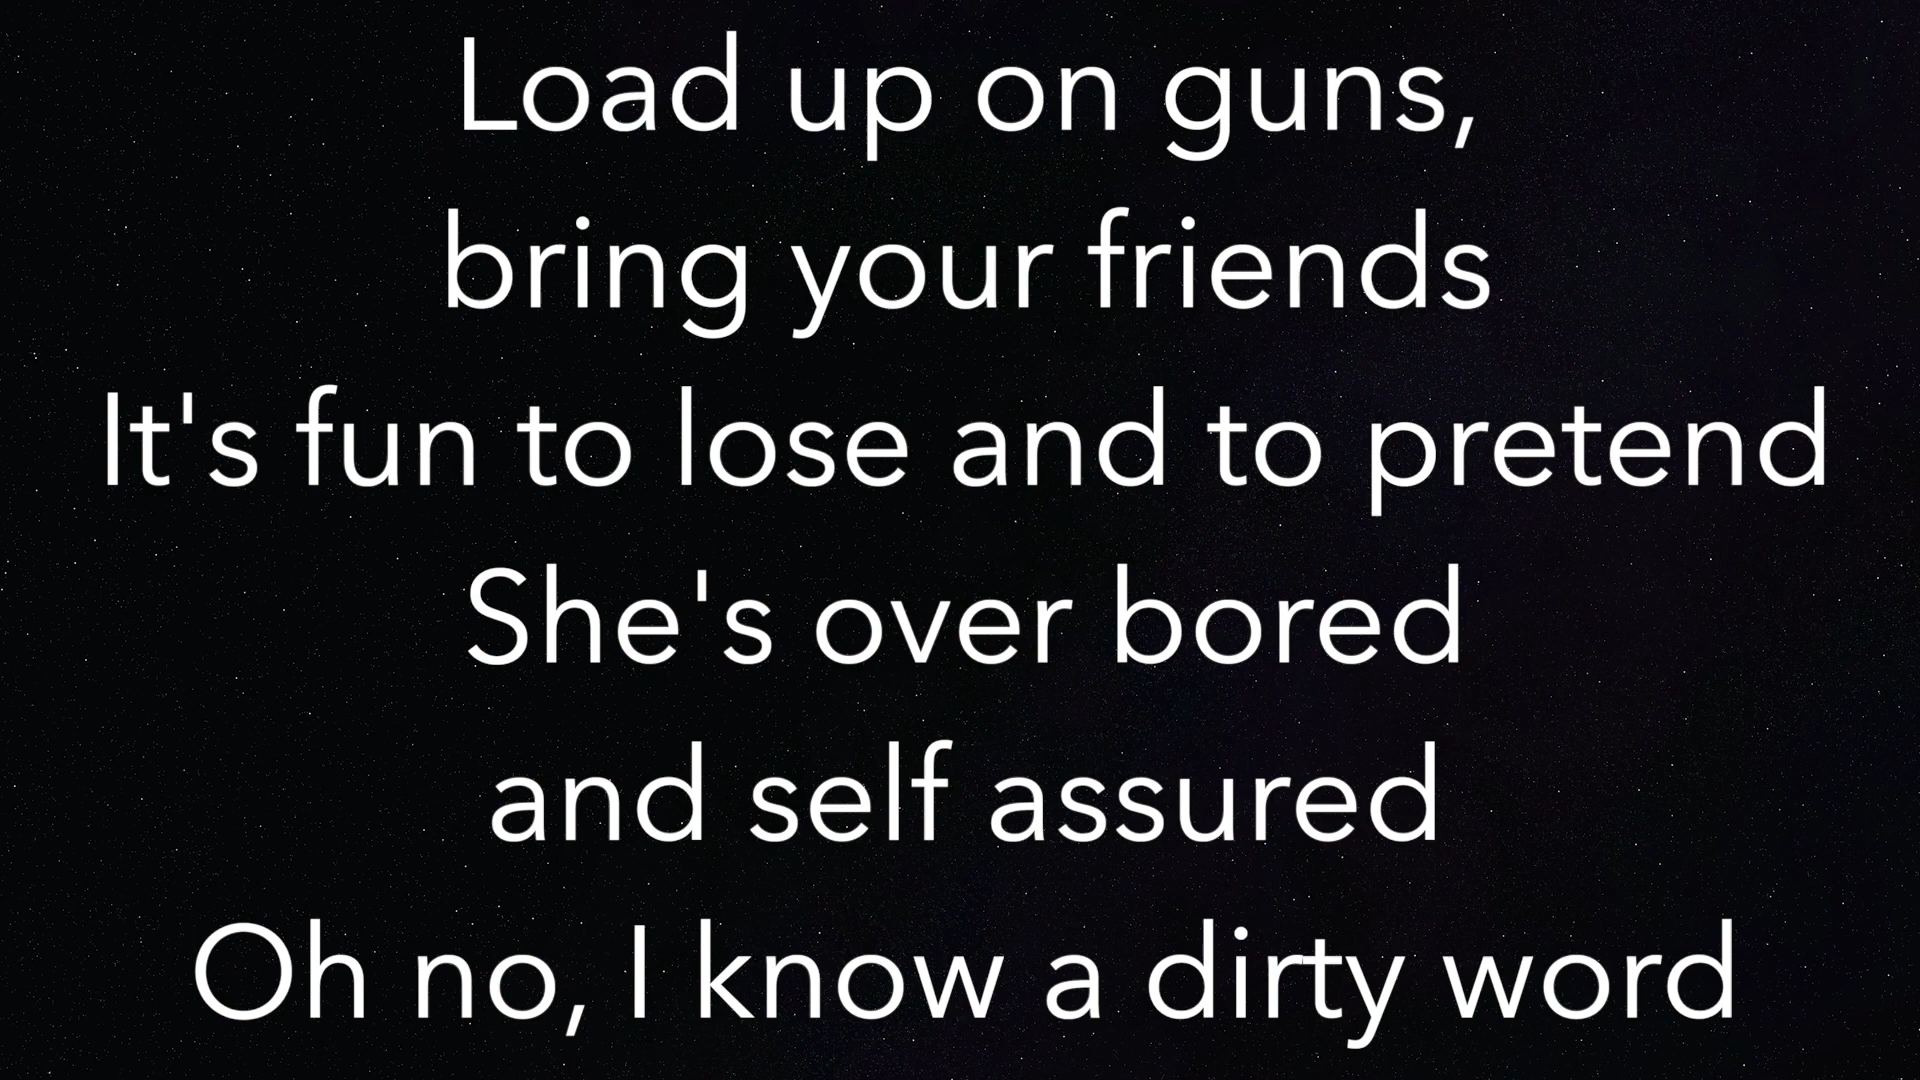 Load up on guns,
bring your friends
It's fun to lose and to pretend
She's over bored
and self assured
Oh no, I know a dirty word